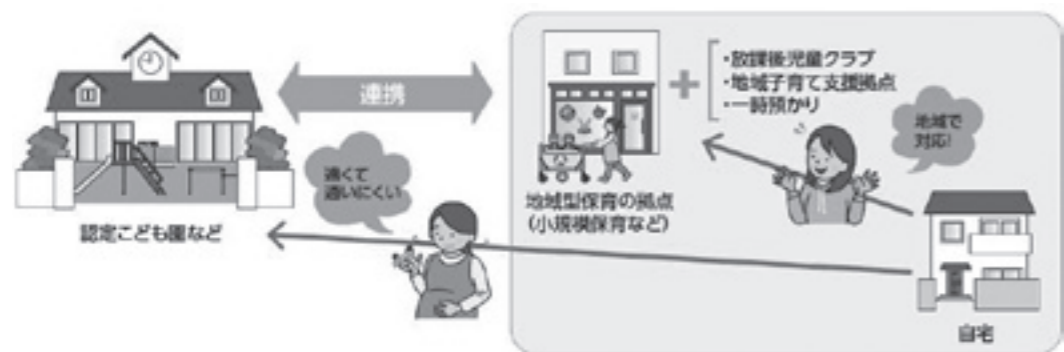 連携
・放課後児童クラブ
・地域子育て支援拠点
・一時預かり
地域で
対応!
遠くて
通いにくい
地域型保育の拠点
(小規模保育など)
認定こども園など
自宅